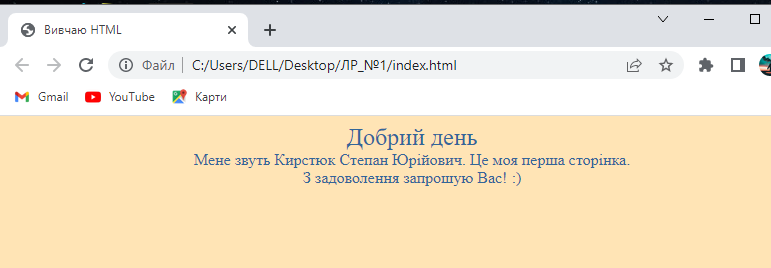 Вивчаю HTML
Файл C:/Users/DELL/Desktop/ЛР_№1/index.html
Gmail YouTube Карти
Добрий день
Мене звуть Кирстюк Степан Юрійович. Це моя перша сторінка.
З задоволення запрошую Вас! :)